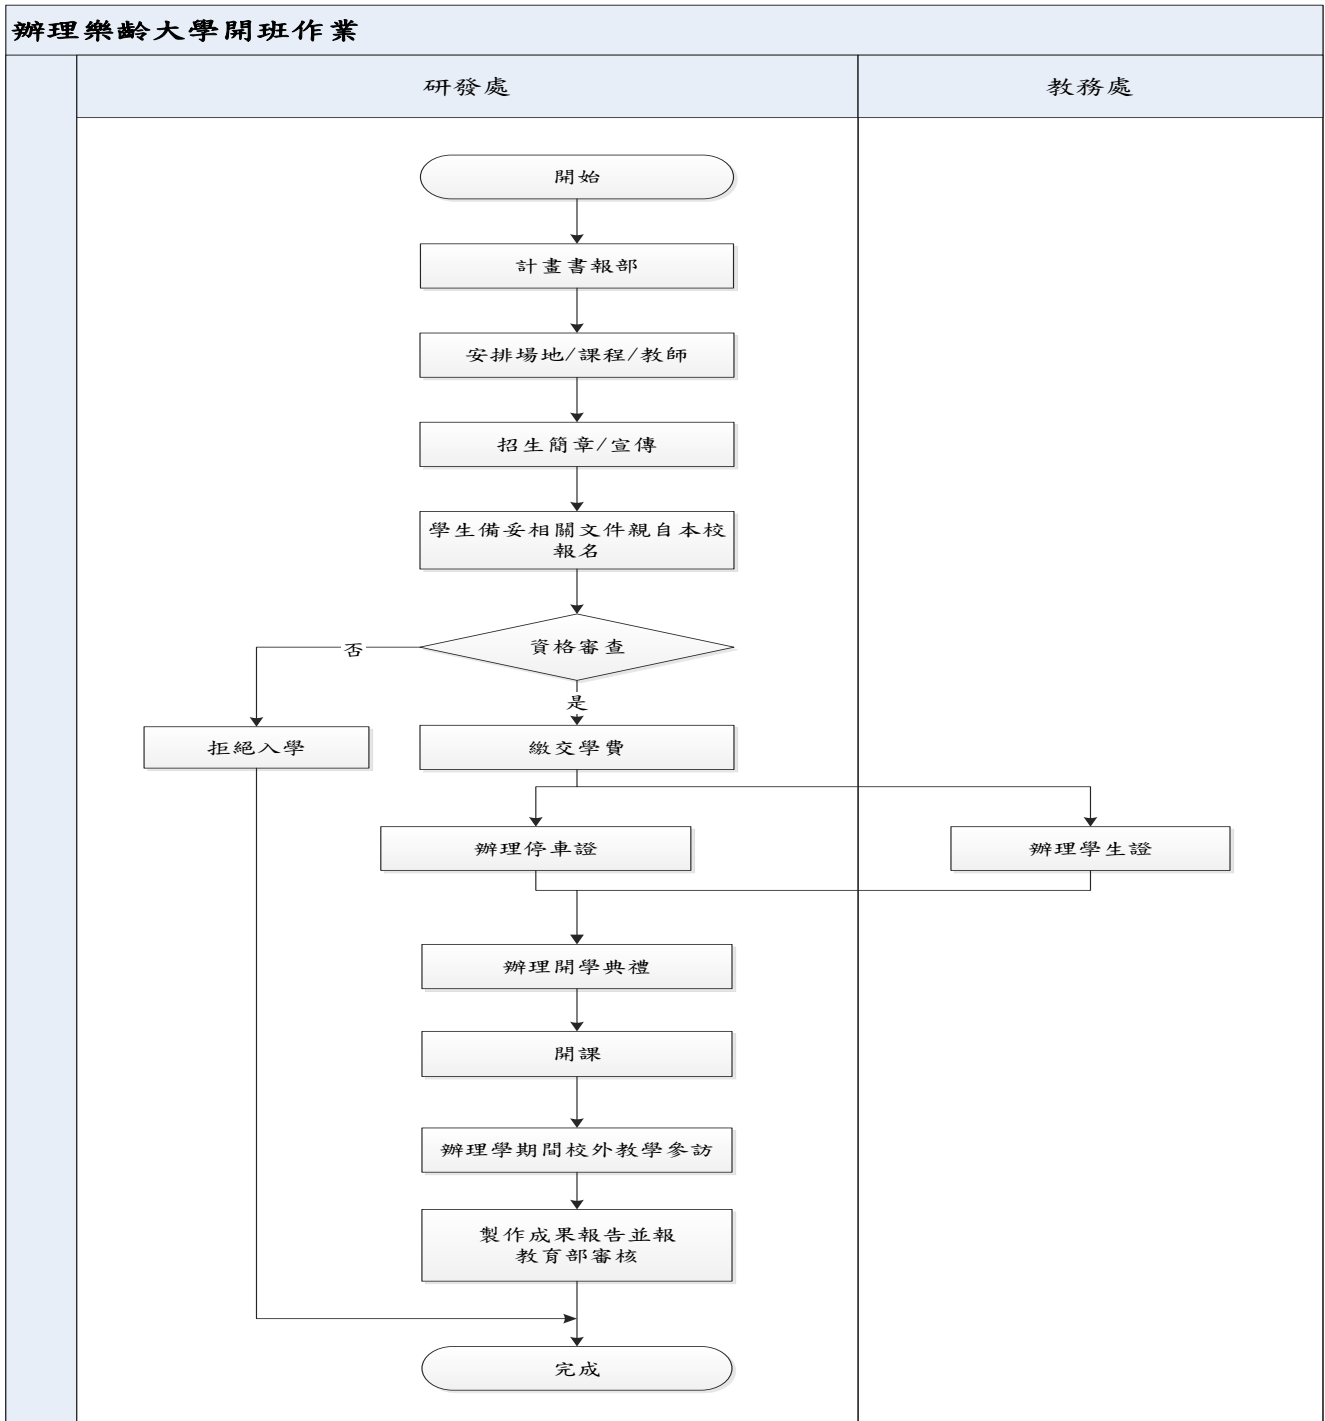 辦理樂齡大學開班作業
研發處
教務處
開始
計畫書報部
安排場地/課程/教師
招生簡章/宣傳
學生備妥相關文件親自本校
報名
資格審查
否
是
拒絕入學
繳交學費
辦理停車證
辦理學生證
辦理開學典禮
開課
辦理學期間校外教學參訪
製作成果報告並報
教育部審核
完成